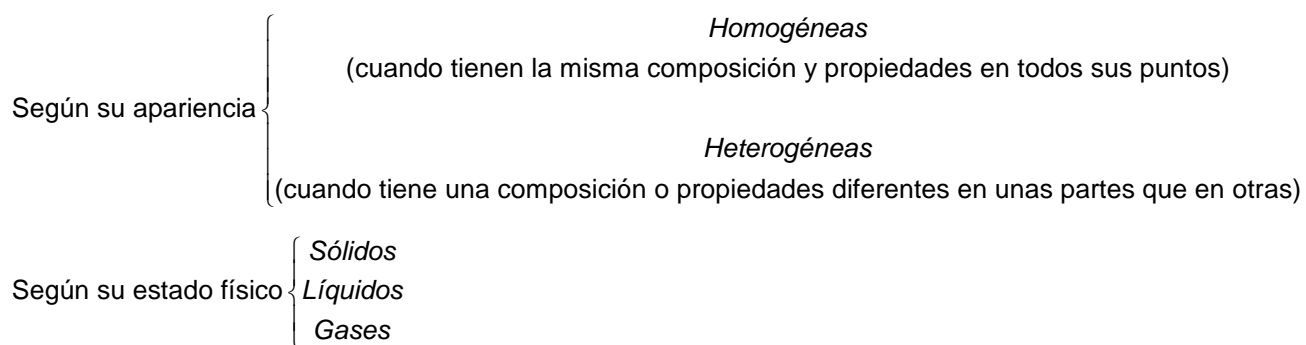 Homogéneas
(cuando tienen la misma composición y propiedades en todos sus puntos)
Según su apariencia
Heterogéneas
(cuando tiene una composición o propiedades diferentes en unas partes que en otras)
Sólidos
Según su estado físico Líquidos
Gases